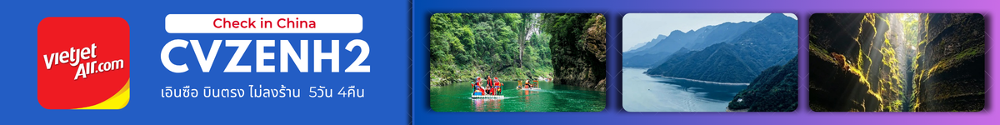 vietjet
Air.com
Check in China
CVZENH2
เอินซือ บินตรง ไม่ลงร้าน 5วัน 4คืน